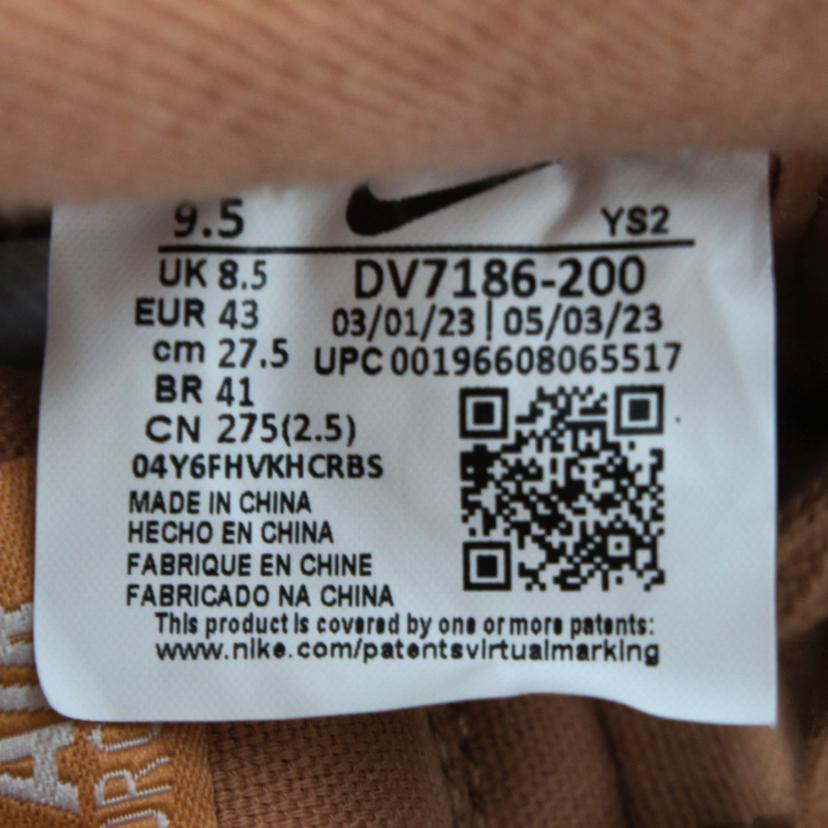 9.5 YS2
UK 8.5 DV7186-200
EUR 43 03/01/23 | 05/03/23
cm 27.5 UPC 00196608065517
BR 41
CN 275(2.5)
04Y6FHVKHCRBS
MADE IN CHINA
HECHO EN CHINA
FABRIQUE EN CHINE
FABRICADO NA CHINA
This product is covered by one or more patents:
www.nike.com/patentsvirtualmarking